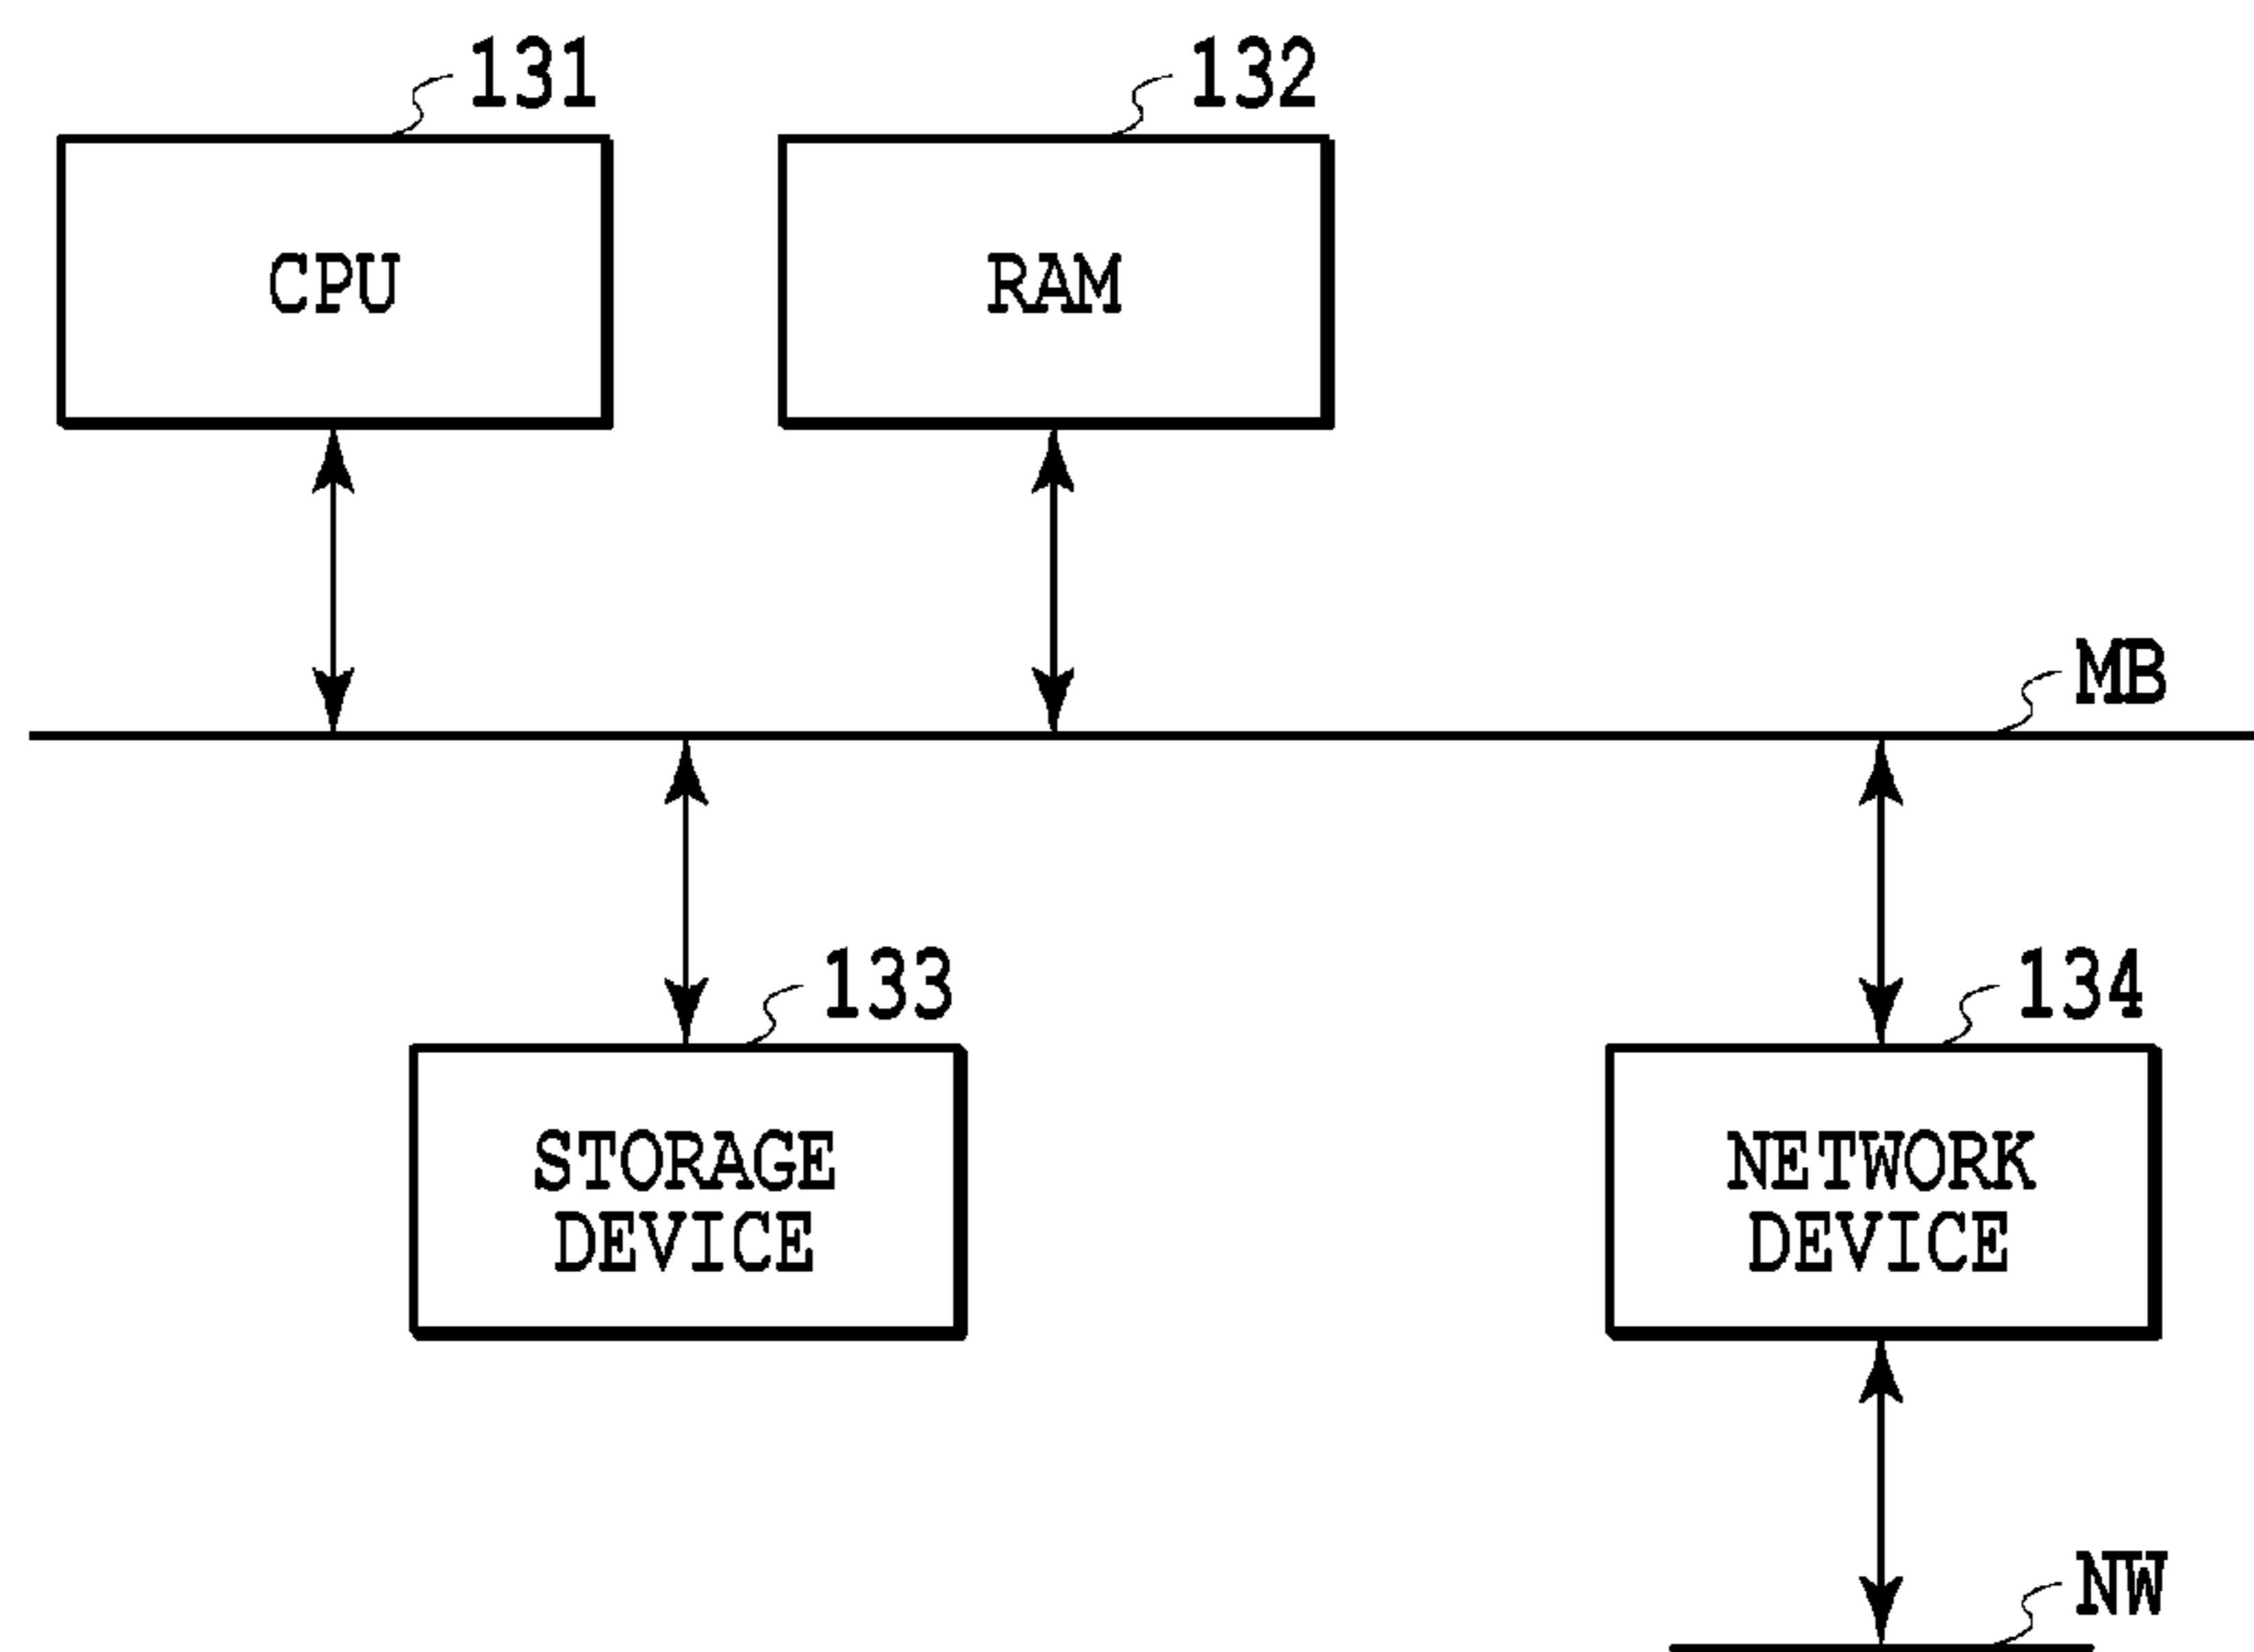 131
132
CPU
RAM
MB
133
134
STORAGE
DEVICE
NETWORK
DEVICE
NW